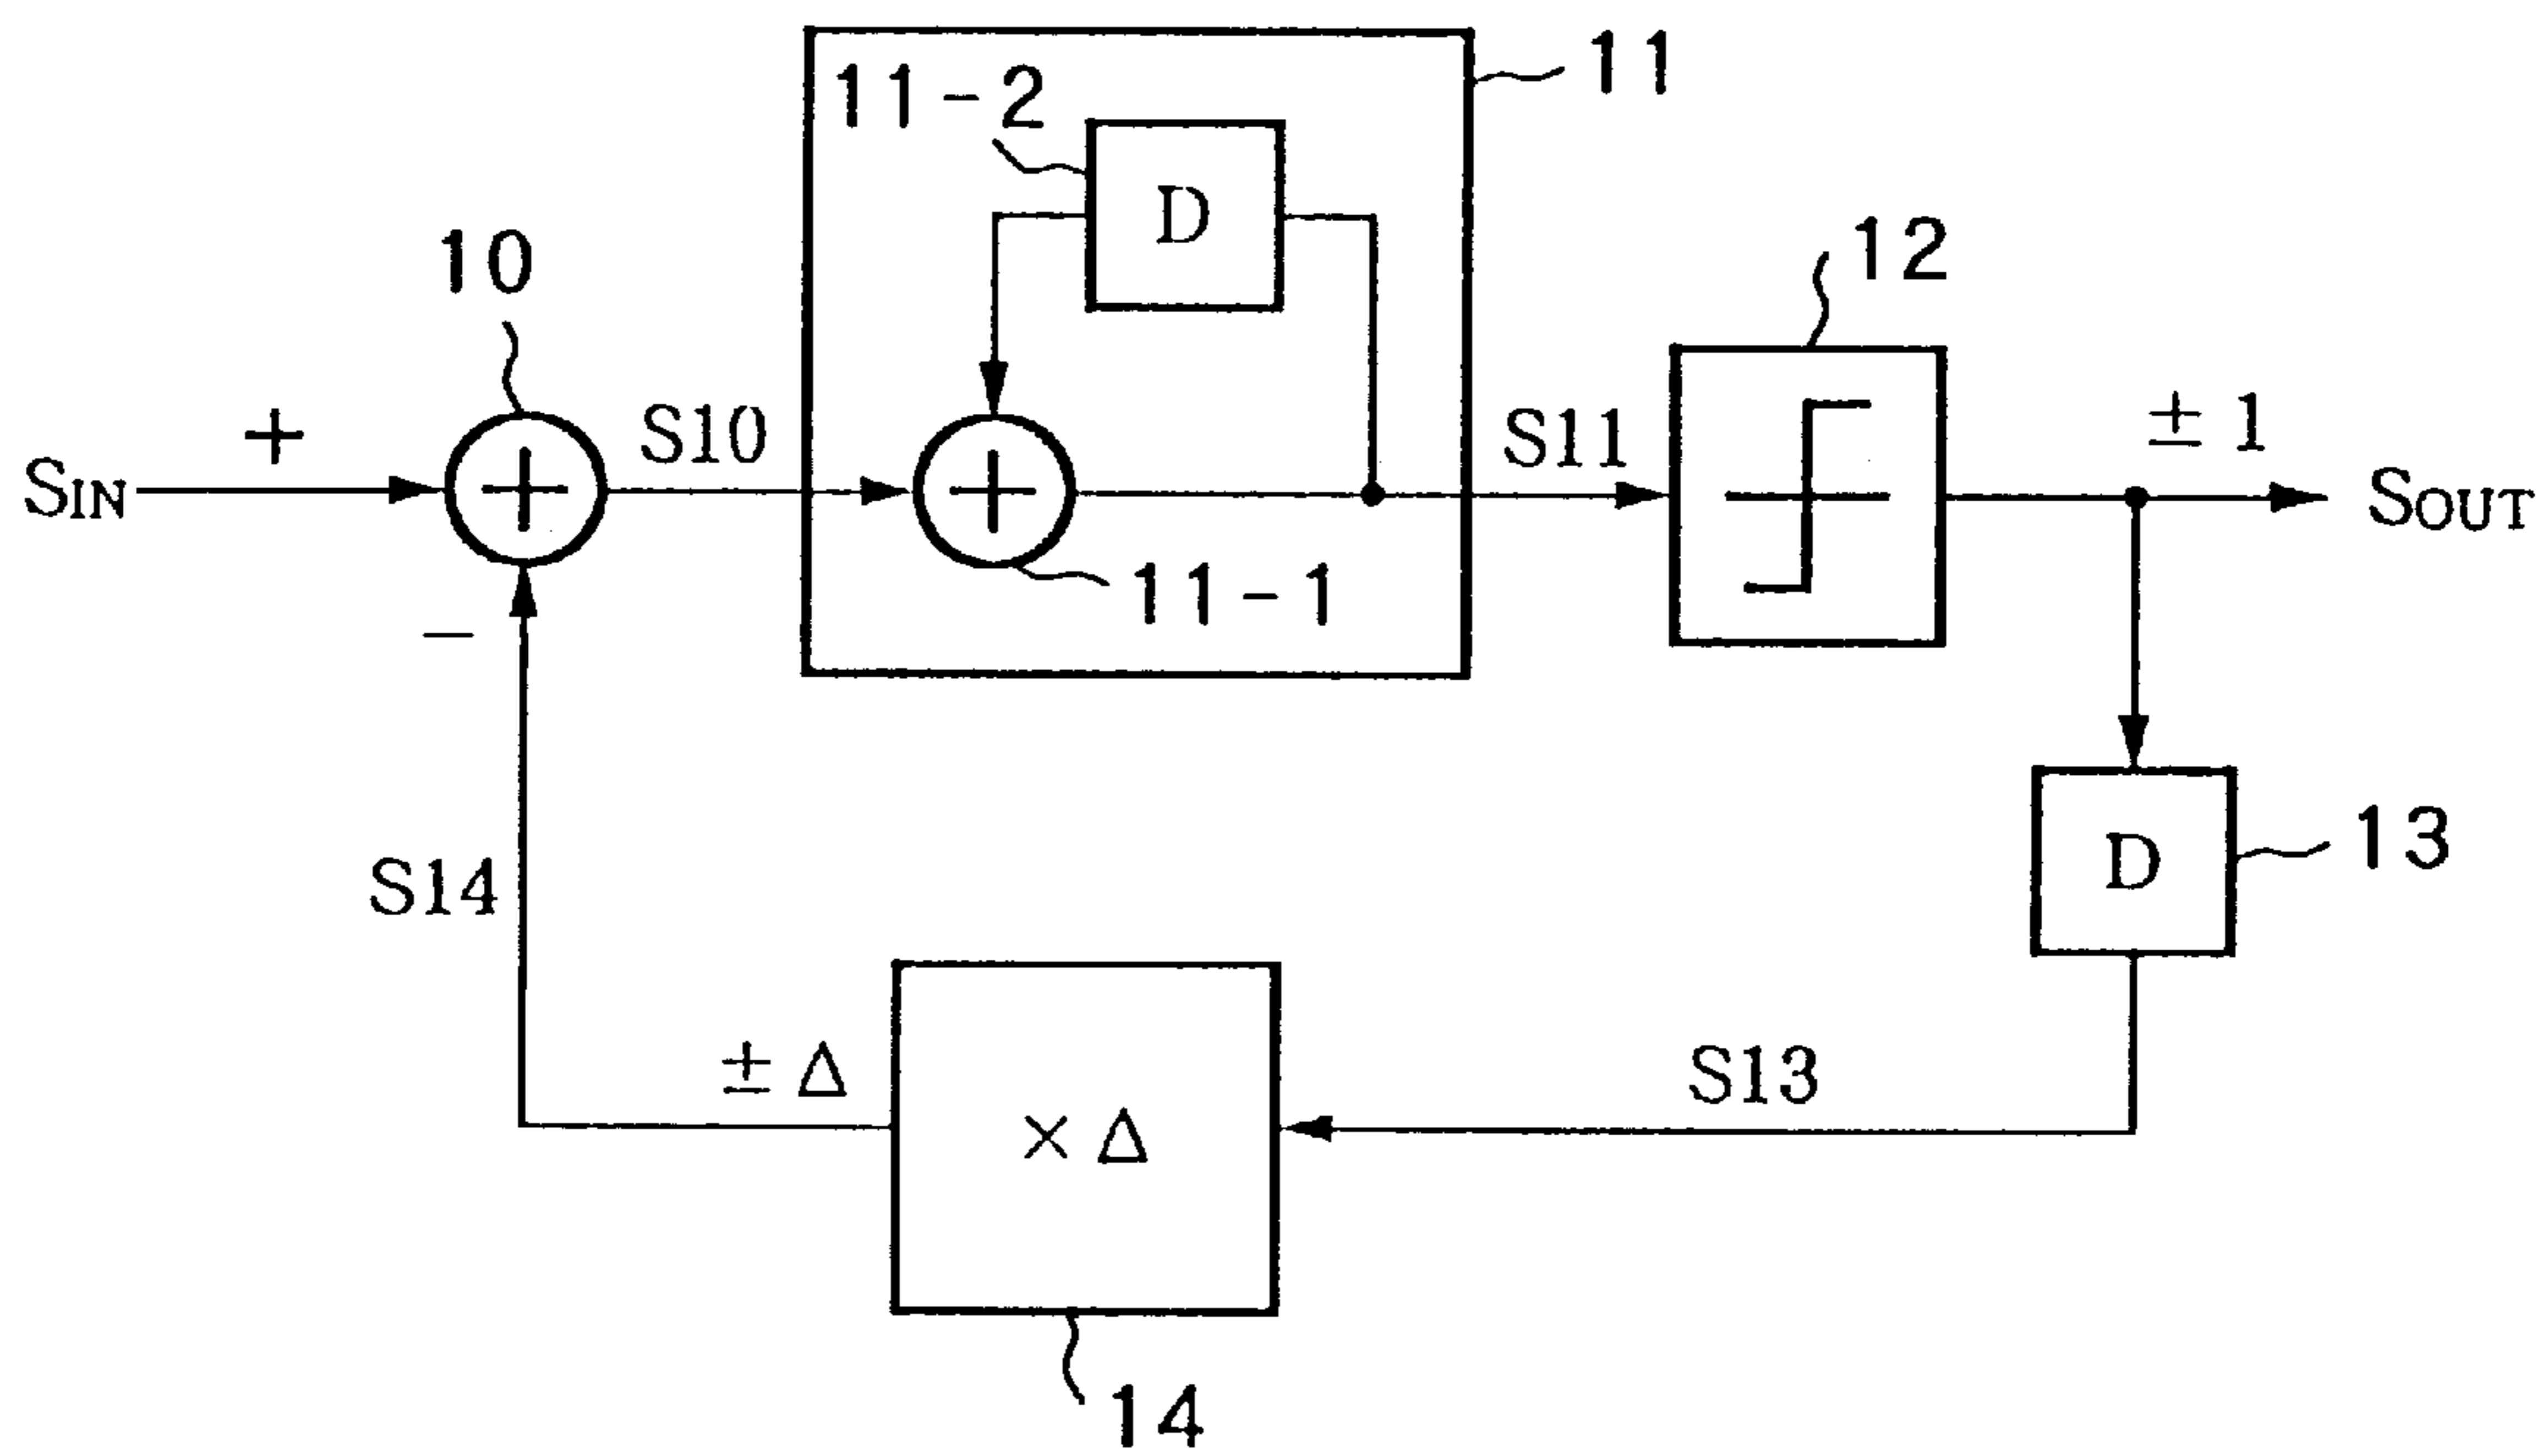 11
11-2
D
10
12
+
S10
S11
± 1
SIN
SOUT
11-1
−
13
D
S14
± Δ
S13
× Δ
14